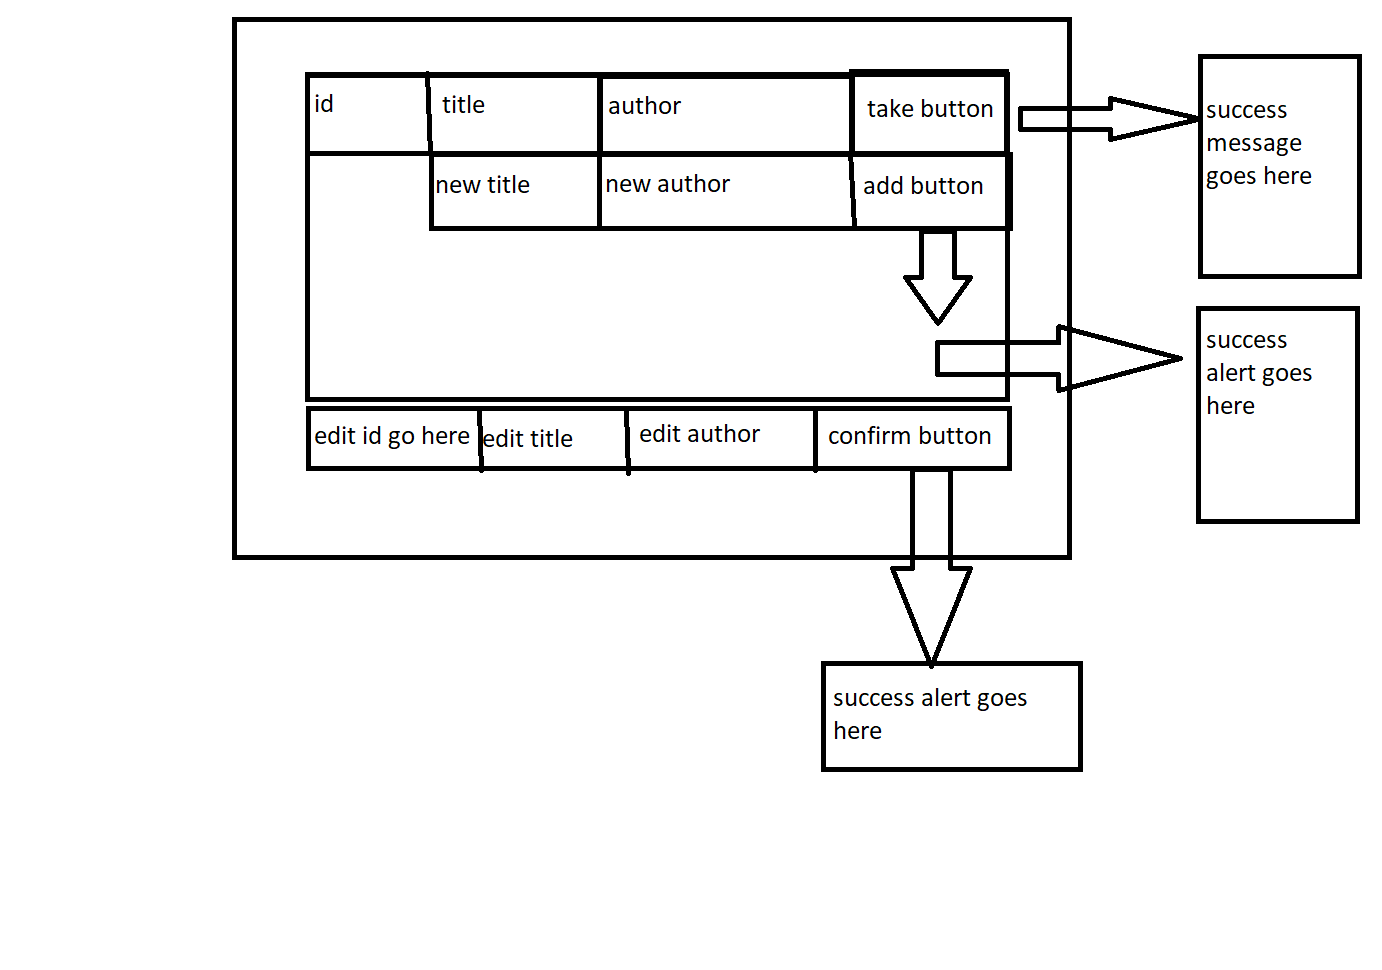 id
title
author
take button
success
message
goes here
new title
new author
add button
success
alert goes
here
edit id go here
edit title
edit author
confirm button
success alert goes
here